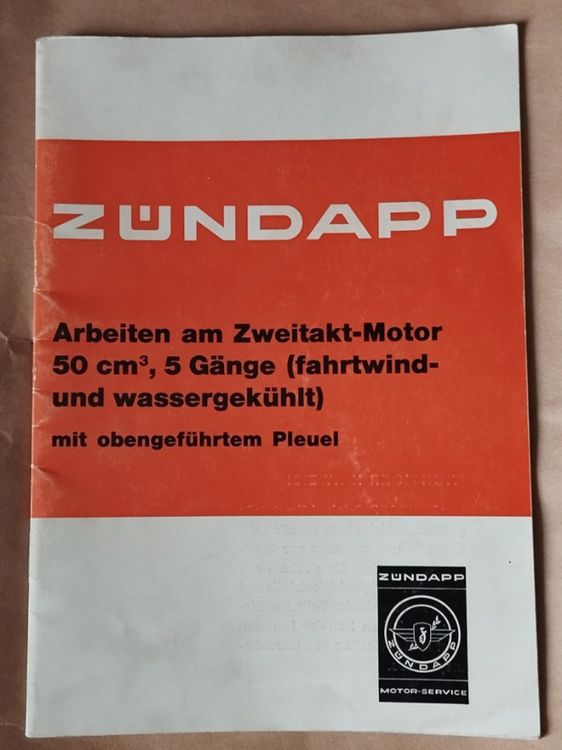 ZÜNDAPP
Arbeiten am Zweitakt-Motor
50 cm³, 5 Gänge (fahrtwind-
und wassergekühlt)
mit obengeführtem Pleuel
ZÜNDAPP
ZÜNDAPP
MOTOR-SERVICE